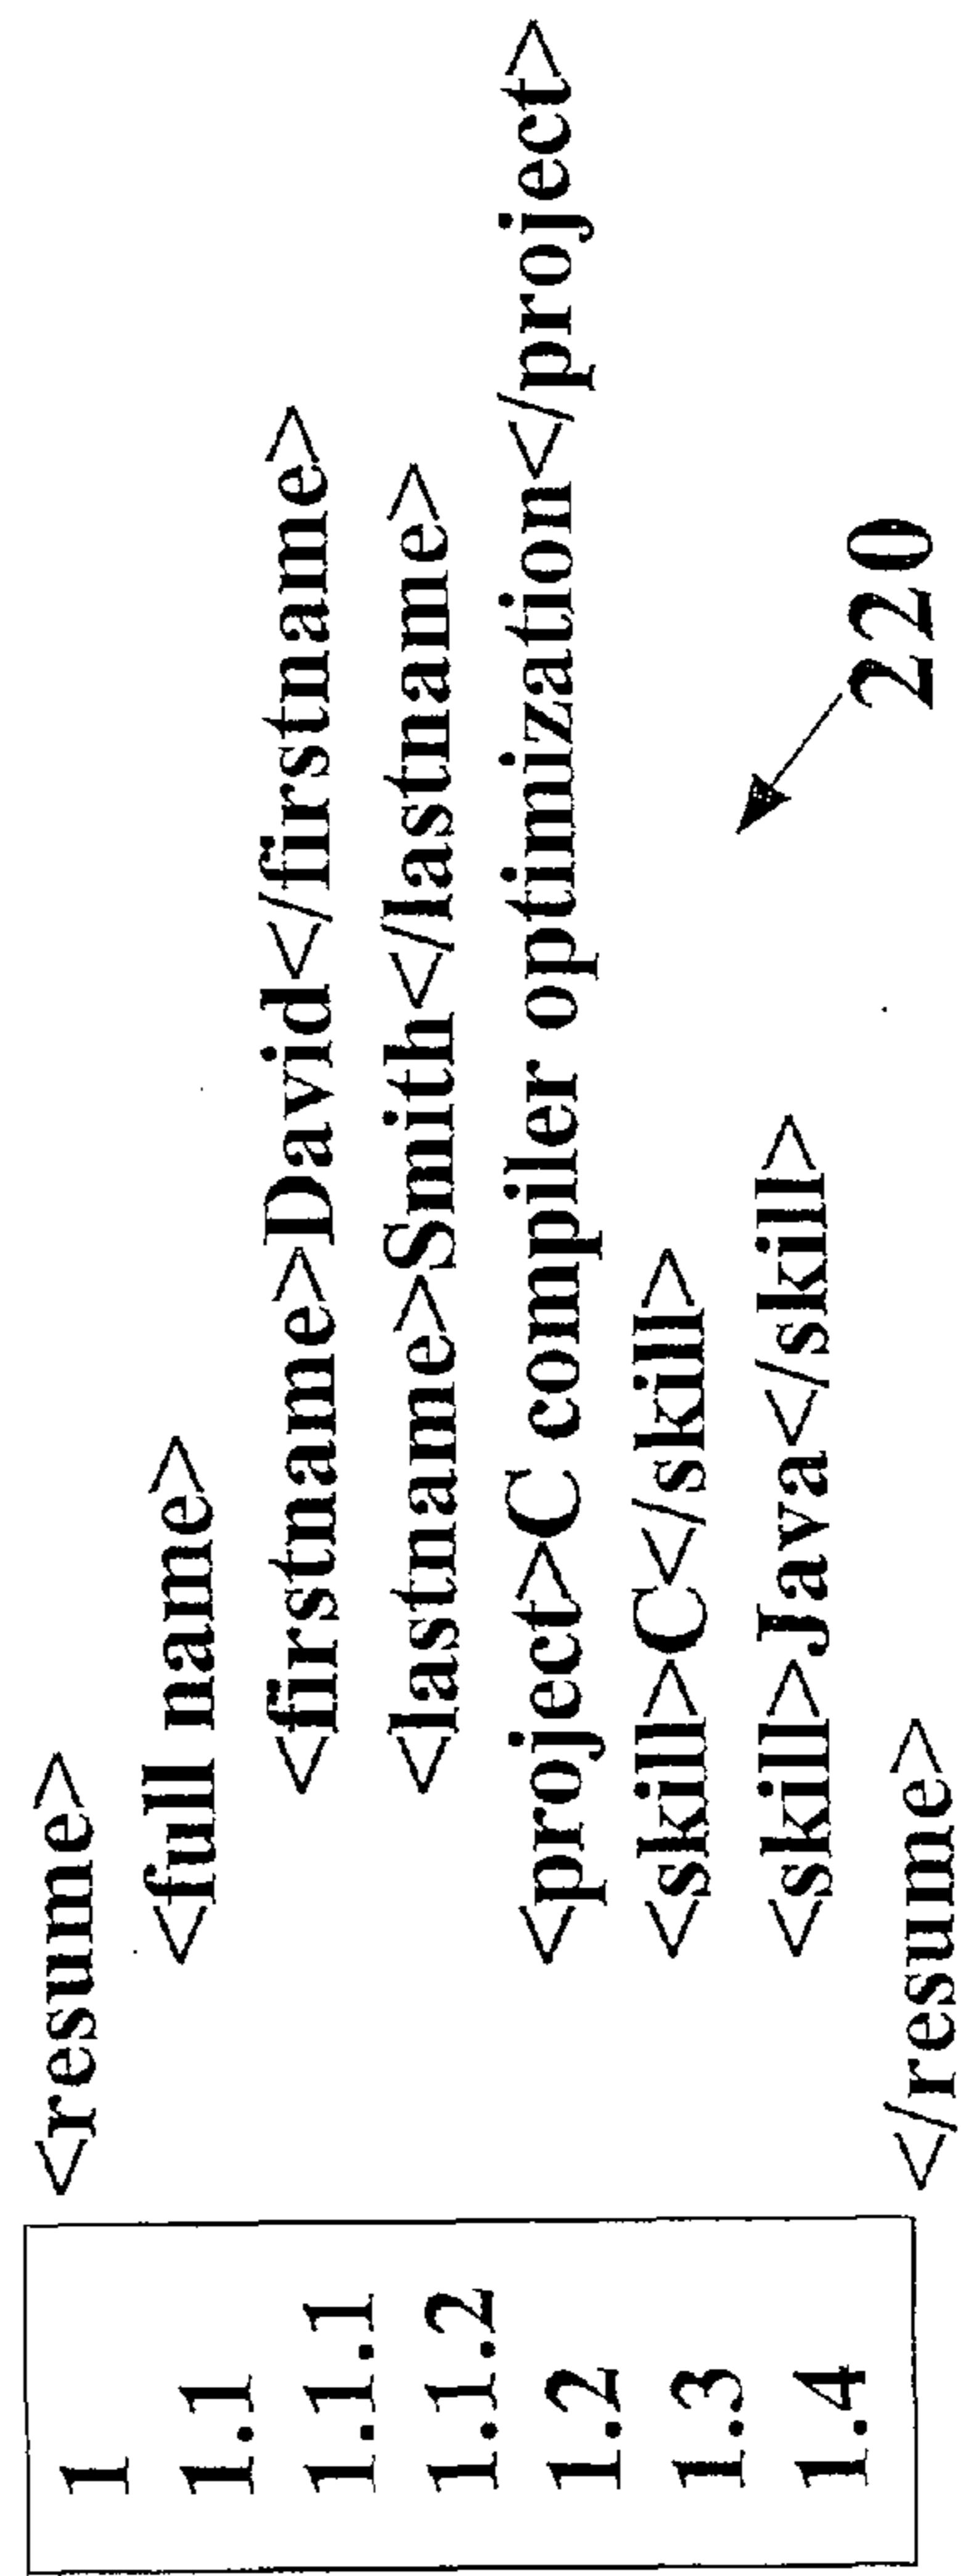 1 <resume>
1.1 <full name>
1.1.1 <firstname>David</firstname>
1.1.2 <lastname>Smith</lastname>
1.2 <project>C compiler optimization</project>
1.3 <skill>C</skill>
1.4 <skill>Java</skill>
</resume>
220